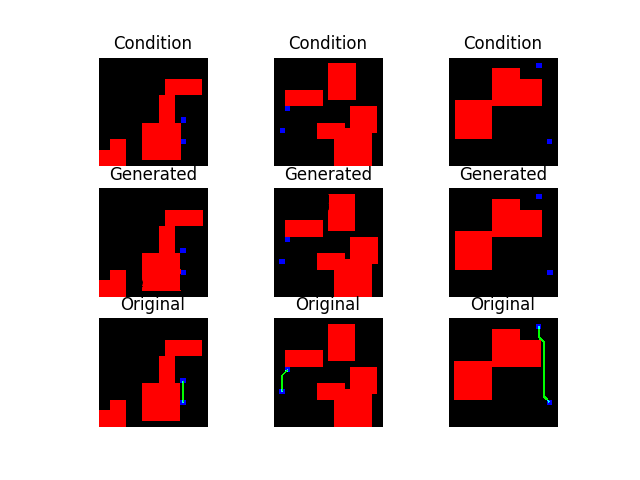 Condition Condition Condition
Generated Generated Generated
Original Original Original